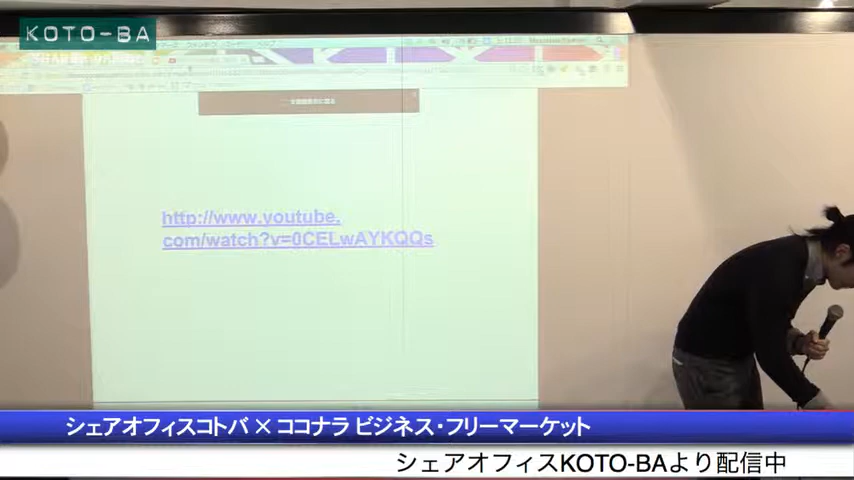 KOTO-BA
http://www.youtube.
com/watch?v=0CELwAYKQQs
シェアオフィスコトバ × ココナラ ビジネス・フリーマーケット
シェアオフィスKOTO-BAより配信中